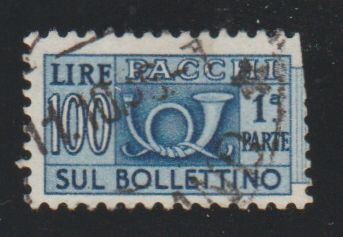 LIRE PACCHI
100 1ª
PARTE
SUL BOLLETTINO